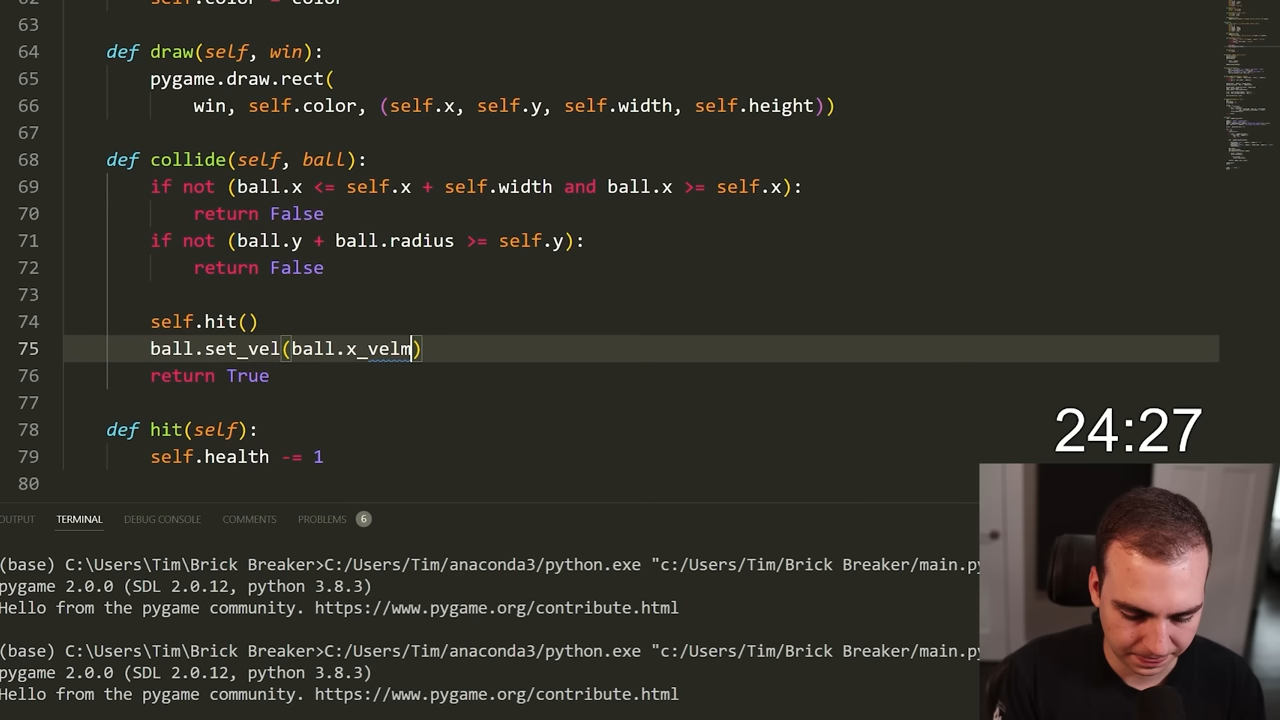 62 self.color = color
63
64 def draw(self, win):
65 pygame.draw.rect(
66 win, self.color, (self.x, self.y, self.width, self.height))
67
68 def collide(self, ball):
69 if not (ball.x <= self.x + self.width and ball.x >= self.x):
70 return False
71 if not (ball.y + ball.radius >= self.y):
72 return False
73
74 self.hit()
75 ball.set_vel(ball.x_velm)
76 return True
77
78 def hit(self):
79 self.health -= 1
80
24:27
OUTPUT TERMINAL DEBUG CONSOLE COMMENTS PROBLEMS 6
(base) C:\Users\Tim\Brick Breaker>C:/Users/Tim/anaconda3/python.exe "c:/Users/Tim/Brick Breaker/main.py
pygame 2.0.0 (SDL 2.0.12, python 3.8.3)
Hello from the pygame community. https://www.pygame.org/contribute.html
(base) C:\Users\Tim\Brick Breaker>C:/Users/Tim/anaconda3/python.exe "c:/Users/Tim/Brick Breaker/main.py
pygame 2.0.0 (SDL 2.0.12, python 3.8.3)
Hello from the pygame community. https://www.pygame.org/contribute.html